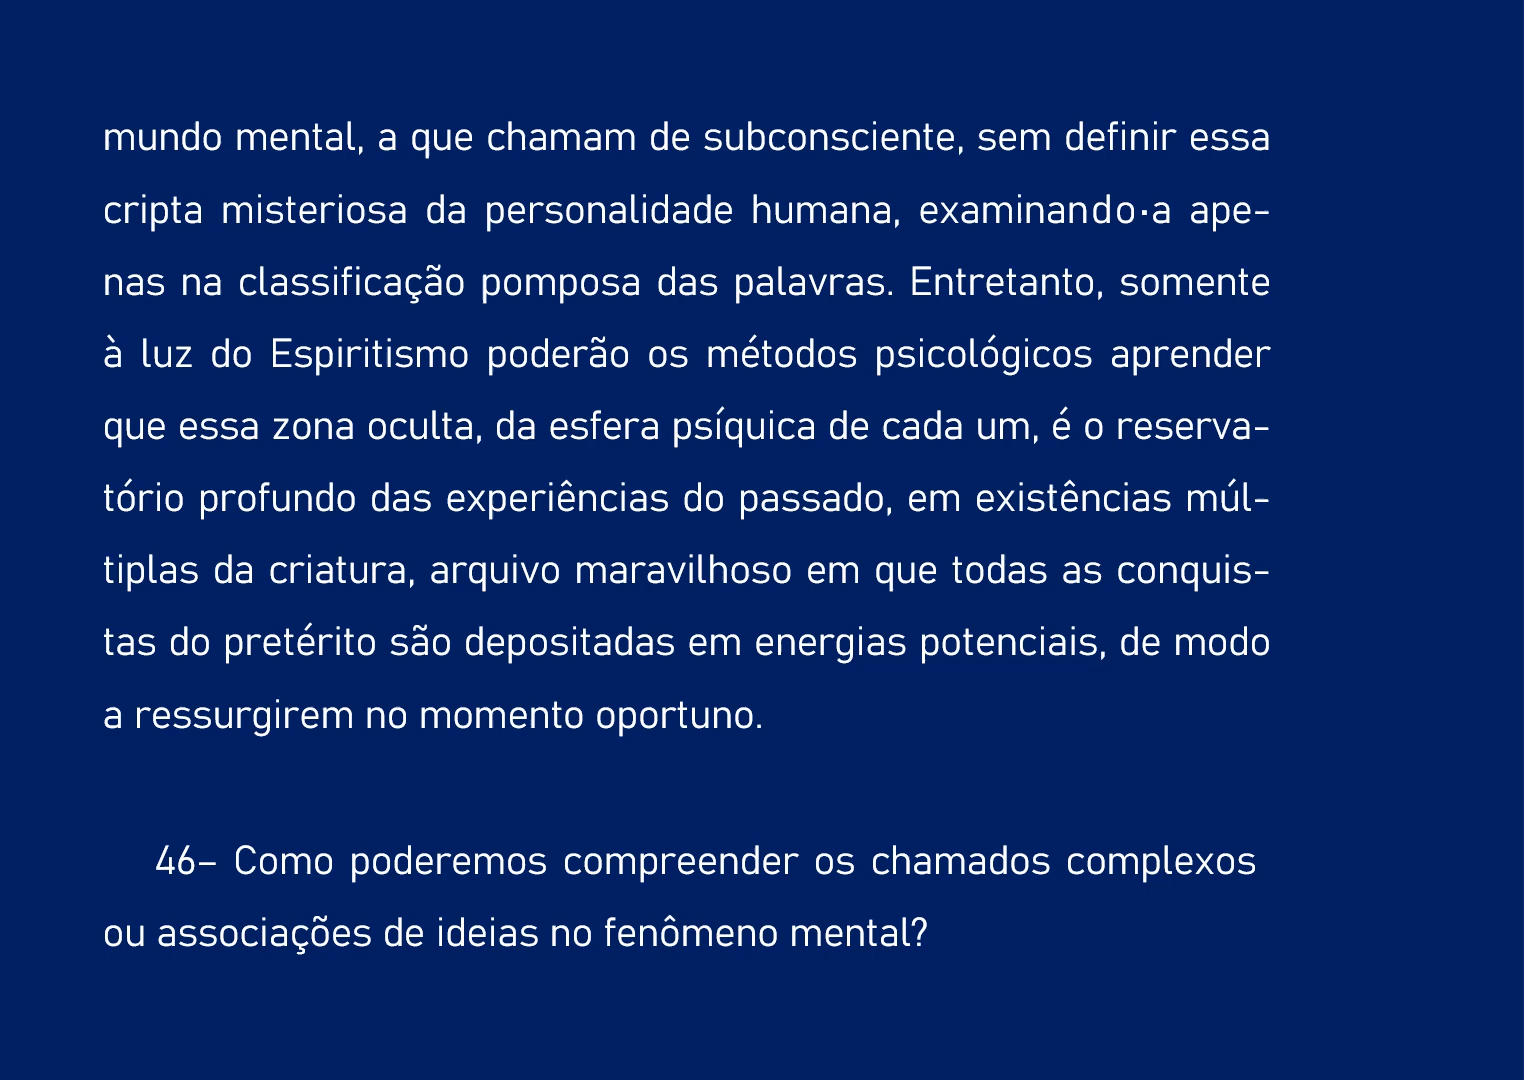 mundo mental, a que chamam de subconsciente, sem definir essa
cripta misteriosa da personalidade humana, examinando·a ape-
nas na classificação pomposa das palavras. Entretanto, somente
à luz do Espiritismo poderão os métodos psicológicos aprender
que essa zona oculta, da esfera psíquica de cada um, é o reserva-
tório profundo das experiências do passado, em existências múl-
tiplas da criatura, arquivo maravilhoso em que todas as conquis-
tas do pretérito são depositadas em energias potenciais, de modo
a ressurgirem no momento oportuno.
46– Como poderemos compreender os chamados complexos
ou associações de ideias no fenômeno mental?